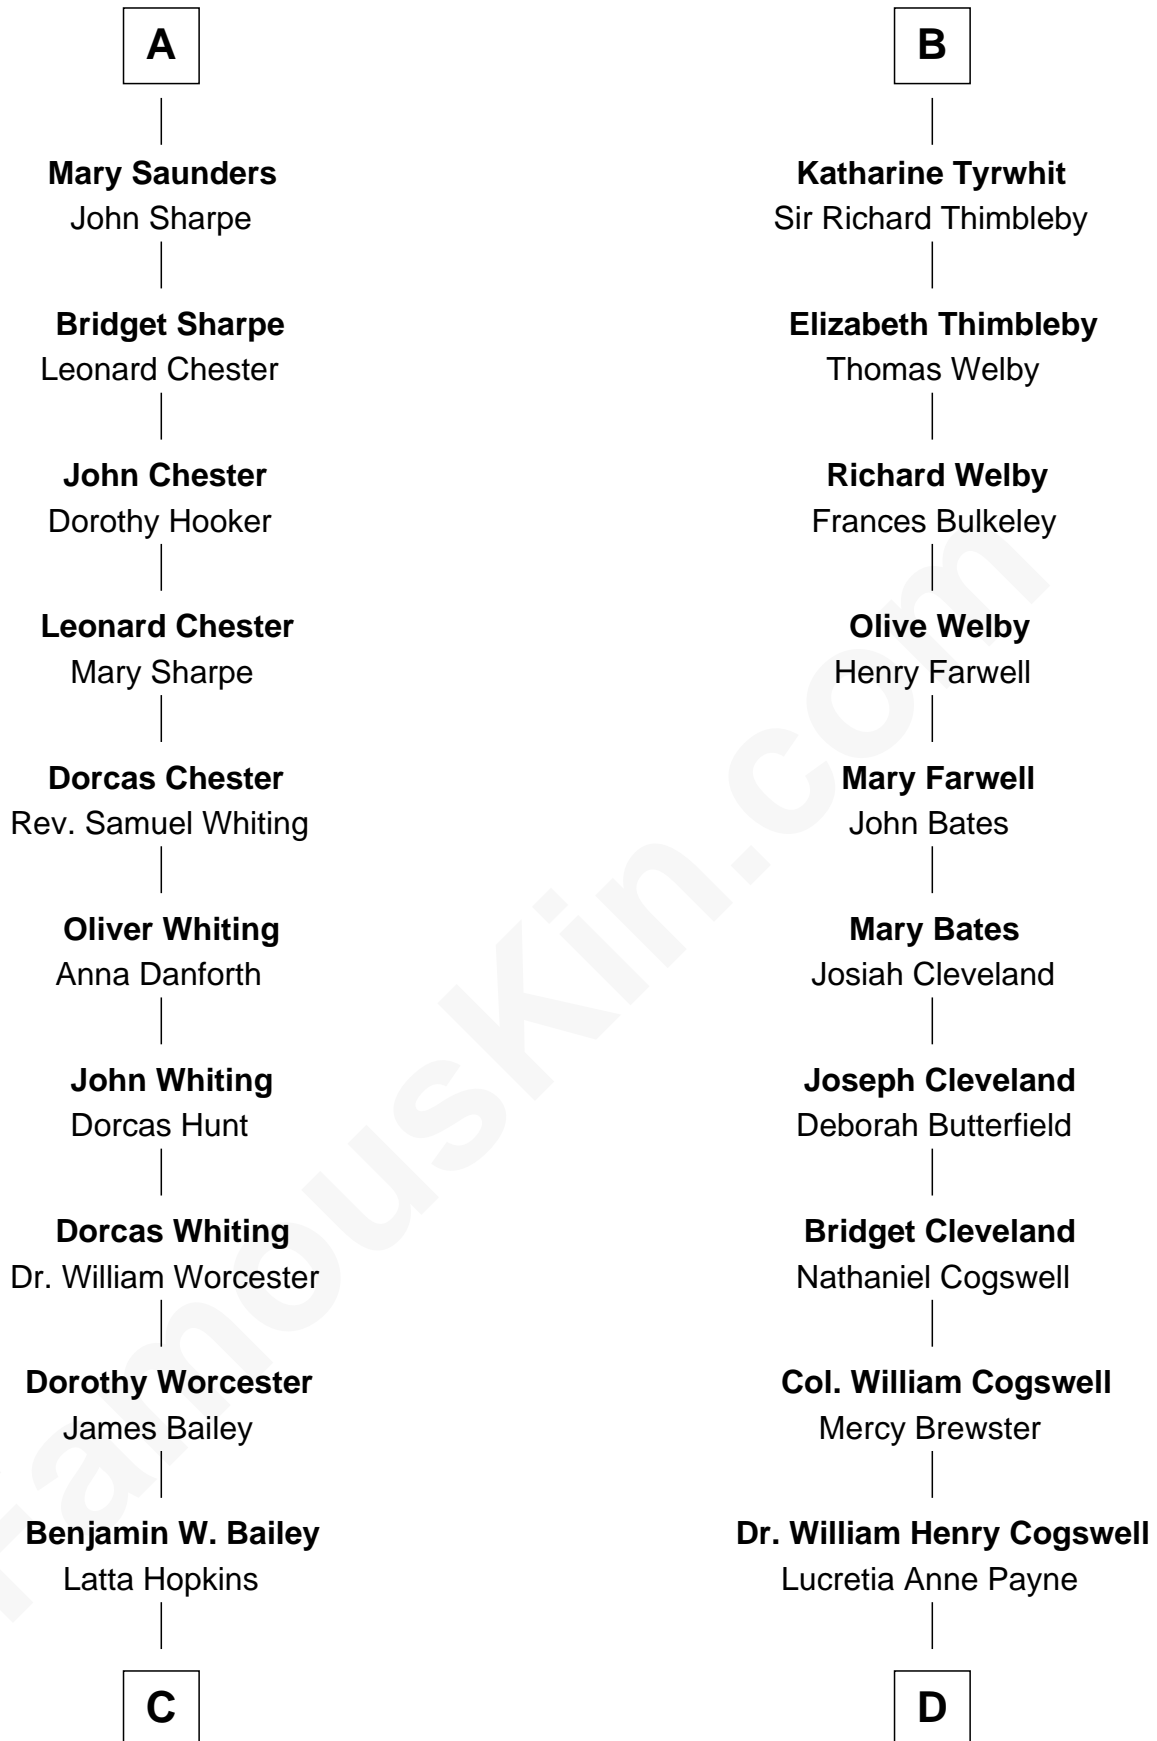 A
Mary Saunders
John Sharpe
Bridget Sharpe
Leonard Chester
John Chester
Dorothy Hooker
Leonard Chester
Mary Sharpe
Dorcas Chester
Rev. Samuel Whiting
Oliver Whiting
Anna Danforth
John Whiting
Dorcas Hunt
Dorcas Whiting
Dr. William Worcester
Dorothy Worcester
James Bailey
Benjamin W. Bailey
Latta Hopkins
C
B
Katharine Tyrwhit
Sir Richard Thimbleby
Elizabeth Thimbleby
Thomas Welby
Richard Welby
Frances Bulkeley
Olive Welby
Henry Farwell
Mary Farwell
John Bates
Mary Bates
Josiah Cleveland
Joseph Cleveland
Deborah Butterfield
Bridget Cleveland
Nathaniel Cogswell
Col. William Cogswell
Mercy Brewster
Dr. William Henry Cogswell
Lucretia Anne Payne
D
FamousKin.com